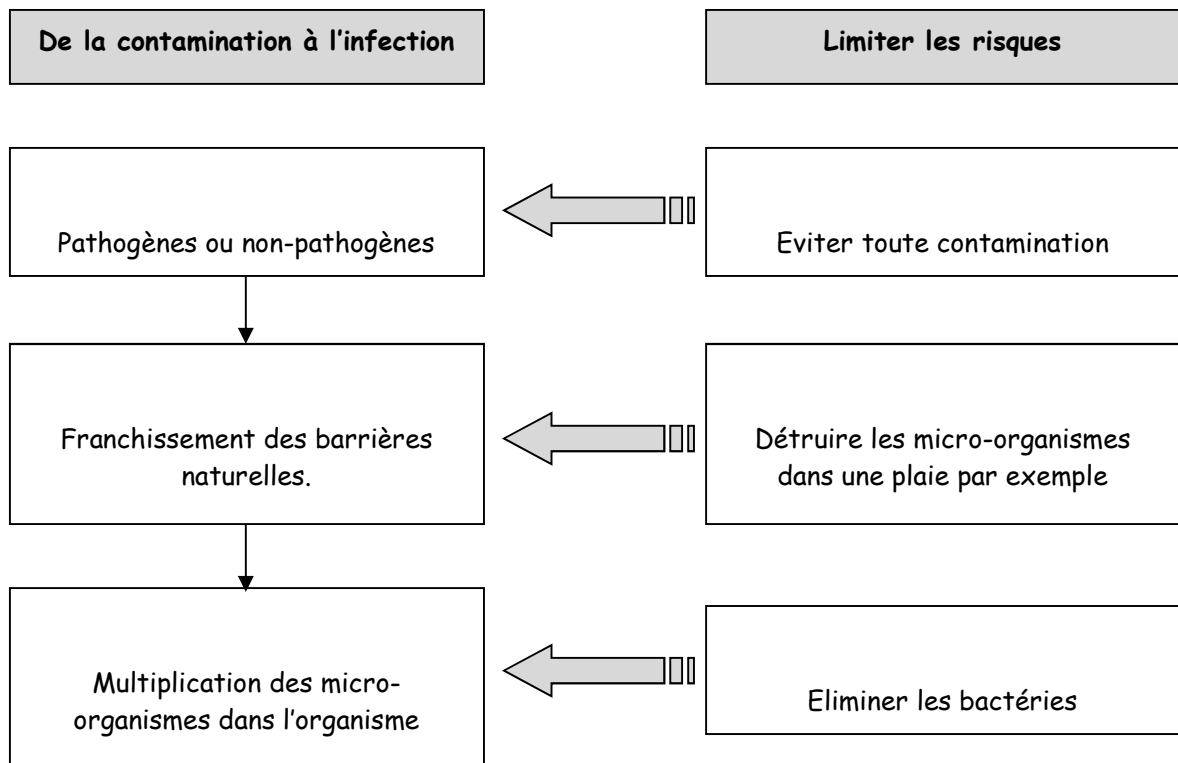 De la contamination à l'infection
Limiter les risques
Pathogènes ou non-pathogènes
Eviter toute contamination
Franchissement des barrières
naturelles.
Détruire les micro-organismes
dans une plaie par exemple
Multiplication des micro-
organismes dans l'organisme
Eliminer les bactéries